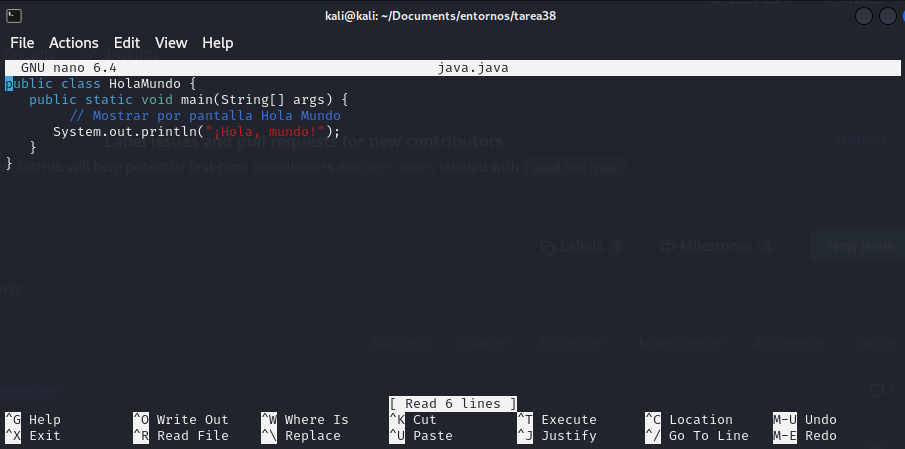 kali@kali: ~/Documents/entornos/tarea38
File Actions Edit View Help
GNU nano 6.4 java.java
public class HolaMundo {
public static void main(String[] args) {
// Mostrar por pantalla Hola Mundo
System.out.println("¡Hola, mundo!");
}
}
Label issues and pull requests for new contributors
Dismiss
GitHub will help potential first-time contributors discover issues labeled with good first issue
Labels 9 Milestones 0 New issue
Author Label Projects Milestones Assignee Sort
[ Read 6 lines ]
^G Help ^O Write Out ^W Where Is ^K Cut ^T Execute ^C Location M-U Undo
^X Exit ^R Read File ^\ Replace ^U Paste ^J Justify ^/ Go To Line M-E Redo